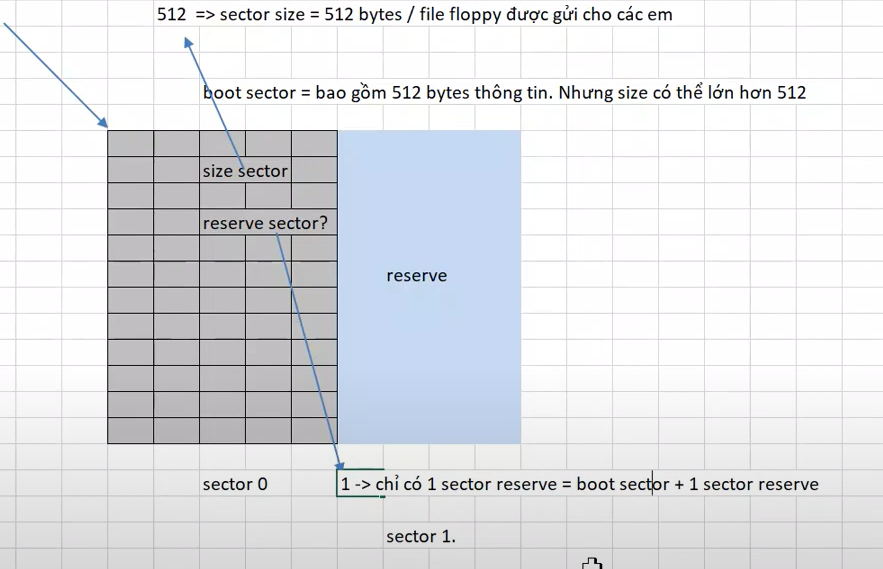 512 => sector size = 512 bytes / file floppy được gửi cho các em
boot sector = bao gồm 512 bytes thông tin. Nhưng size có thể lớn hơn 512
size sector
reserve sector?
reserve
sector 0
1 -> chỉ có 1 sector reserve = boot sector + 1 sector reserve
sector 1.